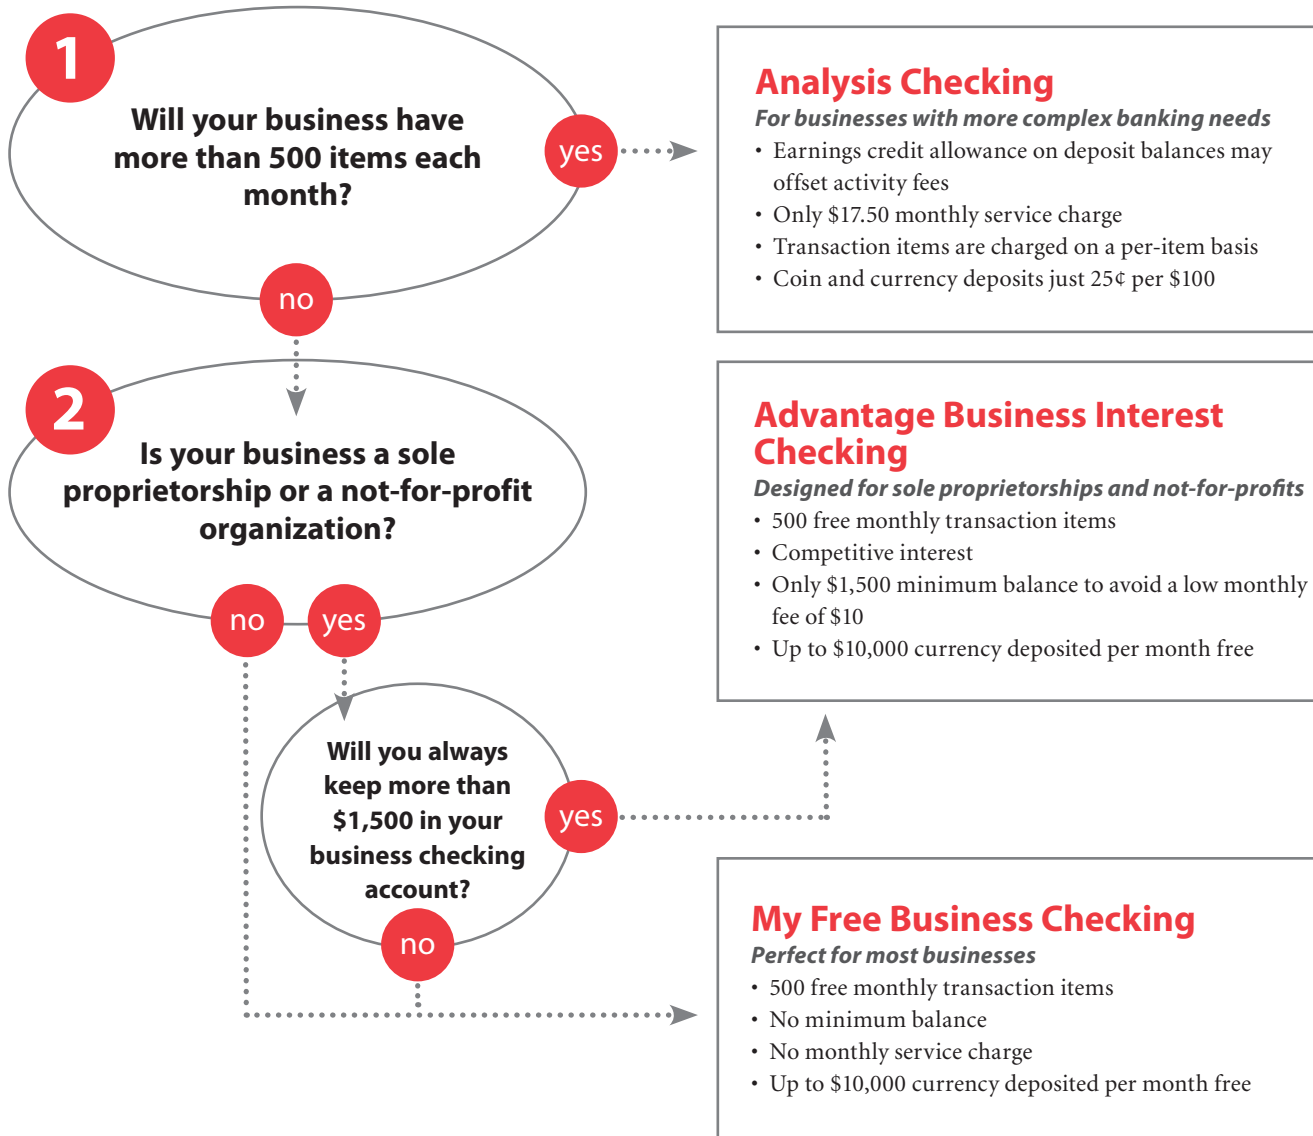 1
Will your business have
more than 500 items each
month?
yes
no
Analysis Checking
For businesses with more complex banking needs
• Earnings credit allowance on deposit balances may
offset activity fees
• Only $17.50 monthly service charge
• Transaction items are charged on a per-item basis
• Coin and currency deposits just 25¢ per $100
2
Is your business a sole
proprietorship or a not-for-profit
organization?
no
yes
Advantage Business Interest
Checking
Designed for sole proprietorships and not-for-profits
• 500 free monthly transaction items
• Competitive interest
• Only $1,500 minimum balance to avoid a low monthly
fee of $10
• Up to $10,000 currency deposited per month free
Will you always
keep more than
$1,500 in your
business checking
account?
yes
no
My Free Business Checking
Perfect for most businesses
• 500 free monthly transaction items
• No minimum balance
• No monthly service charge
• Up to $10,000 currency deposited per month free